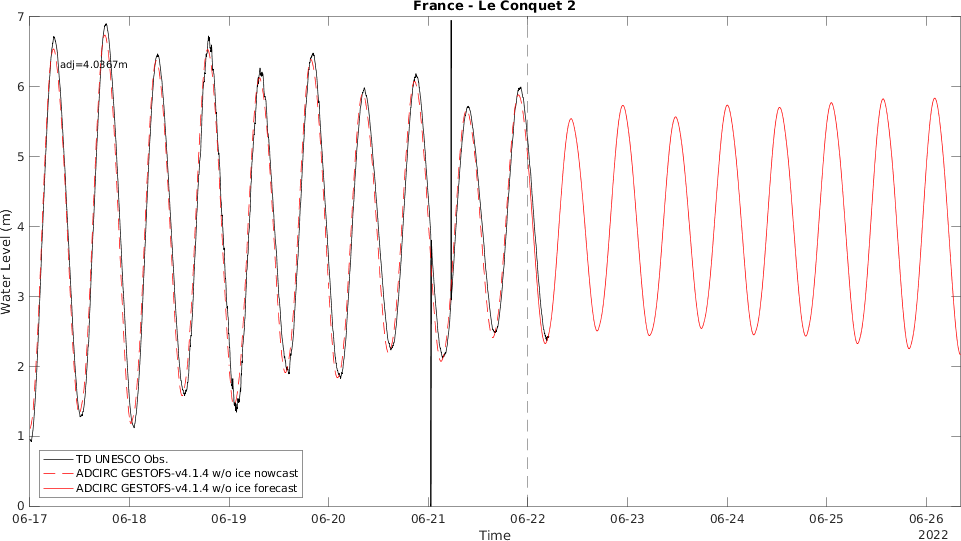 France - Le Conquet 2
7
6
5
4
3
2
1
0
Water Level (m)
adj=4.0367m
TD UNESCO Obs.
ADCIRC GESTOFS-v4.1.4 w/o ice nowcast
ADCIRC GESTOFS-v4.1.4 w/o ice forecast
06-17 06-18 06-19 06-20 06-21 06-22 06-23 06-24 06-25 06-26
Time
2022